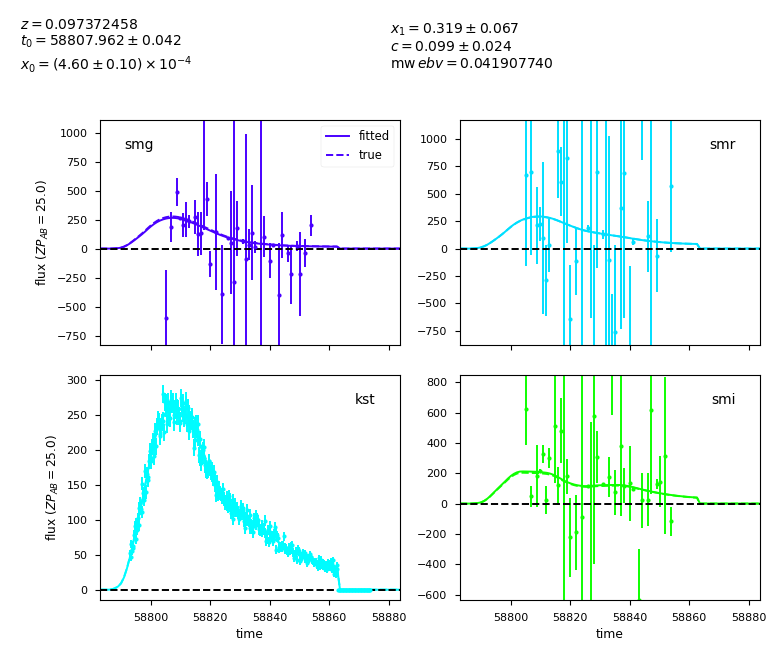 z = 0.097372458
t₀ = 58807.962 ± 0.042
x₀ = (4.60 ± 0.10) × 10⁻⁴
x₁ = 0.319 ± 0.067
c = 0.099 ± 0.024
mw ebv = 0.041907740
smg
fitted
true
1000
750
500
250
0
−250
−500
−750
flux (ZP_AB = 25.0)
smr
1000
750
500
250
0
−250
−500
−750
kst
300
250
200
150
100
50
0
flux (ZP_AB = 25.0)
58800 58820 58840 58860 58880
time
smi
800
600
400
200
0
−200
−400
−600
58800 58820 58840 58860 58880
time